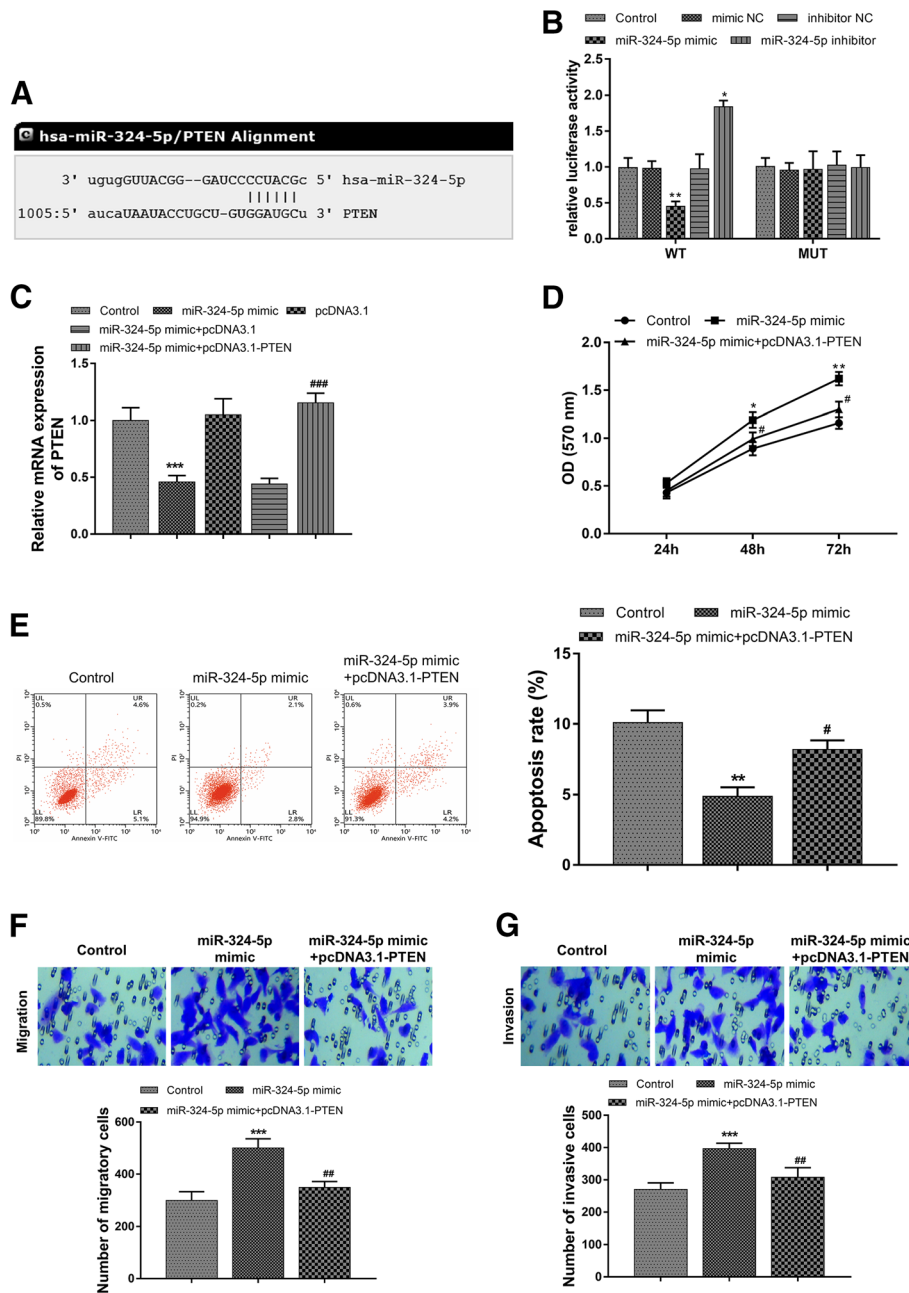 A
hsa-miR-324-5p/PTEN Alignment
3' ugugGUUACGG--GAUCCCCUACGc 5' hsa-miR-324-5p
||||||
1005:5' aucaUAAUACCUGCU-GUGGAUGCu 3' PTEN
B
Control mimic NC inhibitor NC
miR-324-5p mimic miR-324-5p inhibitor
relative luciferase activity
2.5
2.0
1.5
1.0
0.5
0.0
**
*
WT MUT
C
Control miR-324-5p mimic pcDNA3.1
miR-324-5p mimic+pcDNA3.1
miR-324-5p mimic+pcDNA3.1-PTEN
Relative mRNA expression
of PTEN
1.5
1.0
0.5
0.0
***
###
D
Control miR-324-5p mimic
miR-324-5p mimic+pcDNA3.1-PTEN
OD (570 nm)
2.0
1.5
1.0
0.5
0.0
*
#
**
#
24h 48h 72h
E
Control
UL
0.5%
UR
4.6%
PI
LL
89.8%
LR
5.1%
Annexin V-FITC
miR-324-5p mimic
UL
0.2%
UR
2.1%
PI
LL
94.9%
LR
2.8%
Annexin V-FITC
miR-324-5p mimic
+pcDNA3.1-PTEN
UL
0.6%
UR
3.9%
PI
LL
91.3%
LR
4.2%
Annexin V-FITC
Control miR-324-5p mimic
miR-324-5p mimic+pcDNA3.1-PTEN
Apoptosis rate (%)
15
10
5
0
**
#
F
Control
miR-324-5p
mimic
miR-324-5p mimic
+pcDNA3.1-PTEN
Migration
Control miR-324-5p mimic
miR-324-5p mimic+pcDNA3.1-PTEN
Number of migratory cells
600
400
200
0
***
##
G
Control
miR-324-5p
mimic
miR-324-5p mimic
+pcDNA3.1-PTEN
Invasion
Control miR-324-5p mimic
miR-324-5p mimic+pcDNA3.1-PTEN
Number of invasive cells
500
400
300
200
100
0
***
##